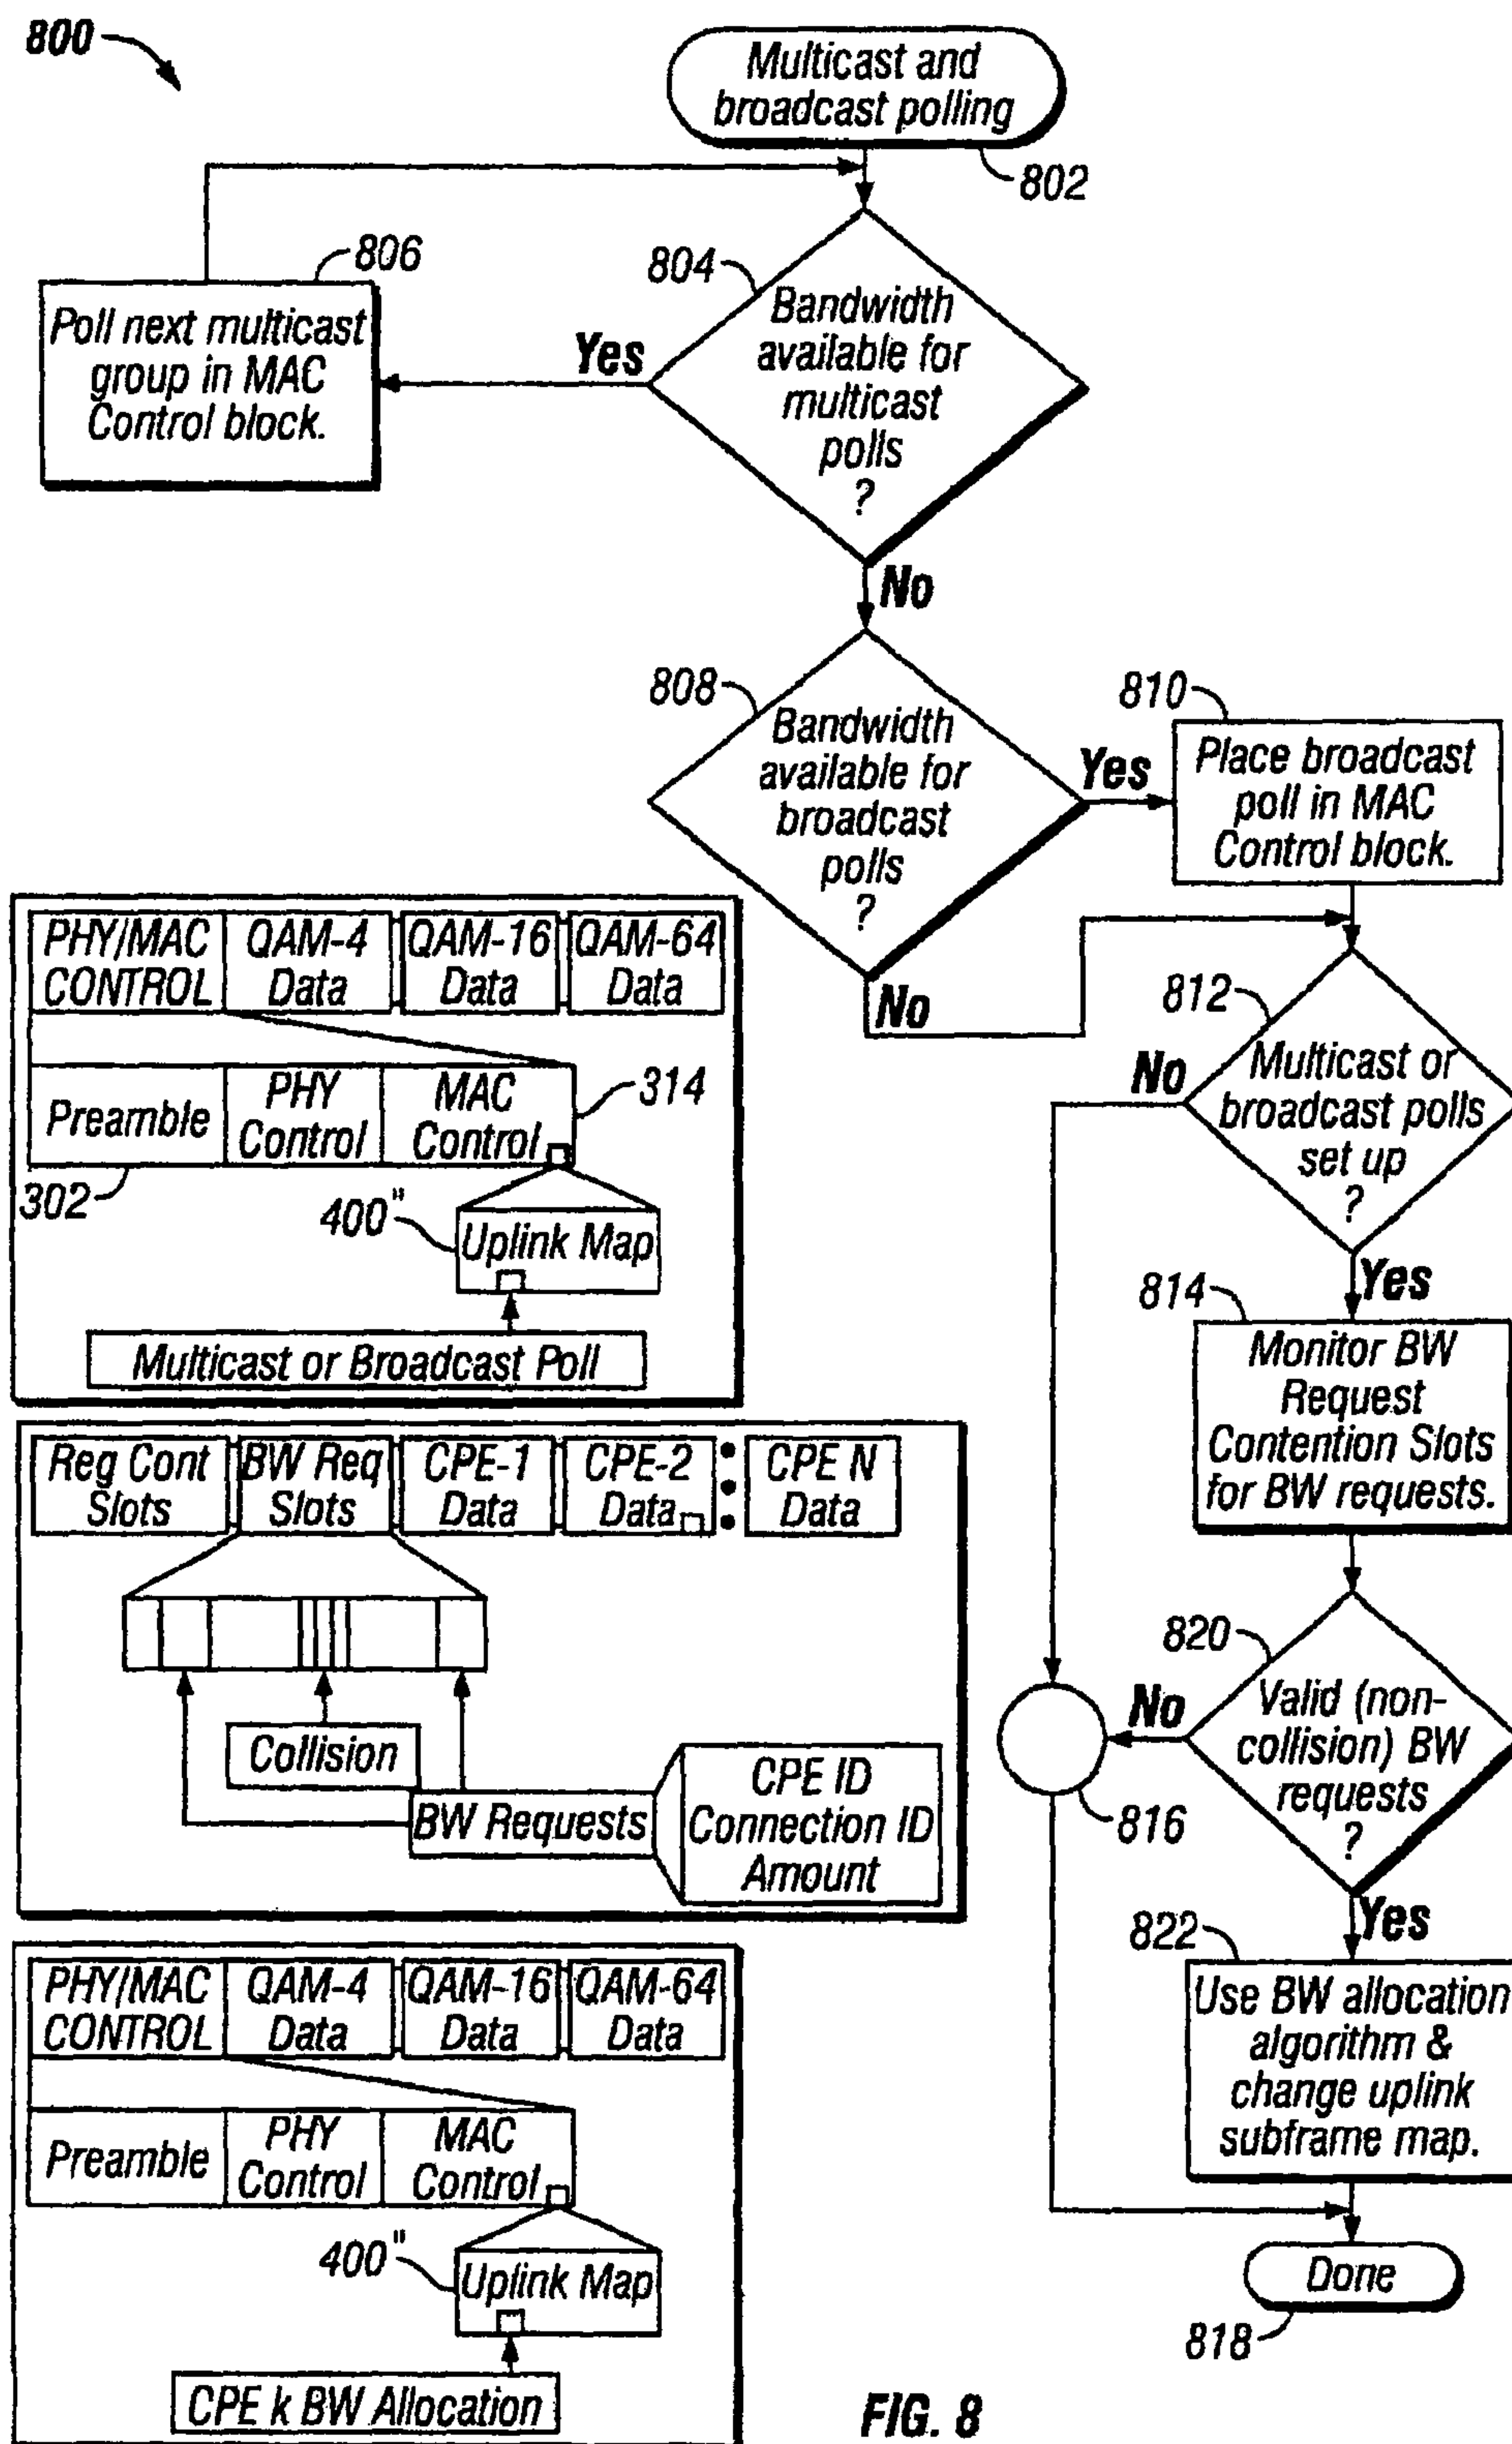 800
Multicast and
broadcast polling
802
806
Poll next multicast
group in MAC
Control block.
804
Bandwidth
available for
multicast
polls
?
Yes
No
808
Bandwidth
available for
broadcast
polls
?
Yes
No
810
Place broadcast
poll in MAC
Control block.
812
Multicast or
broadcast polls
set up
?
No
Yes
814
Monitor BW
Request
Contention Slots
for BW requests.
820
Valid (non-
collision) BW
requests
?
No
816
Yes
822
Use BW allocation
algorithm &
change uplink
subframe map.
Done
818
PHY/MAC
CONTROL
QAM-4
Data
QAM-16
Data
QAM-64
Data
Preamble
PHY
Control
MAC
Control
314
302
400"
Uplink Map
Multicast or Broadcast Poll
Reg Cont
Slots
BW Req
Slots
CPE-1
Data
CPE-2
Data
CPE N
Data
Collision
BW Requests
CPE ID
Connection ID
Amount
PHY/MAC
CONTROL
QAM-4
Data
QAM-16
Data
QAM-64
Data
Preamble
PHY
Control
MAC
Control
400"
Uplink Map
CPE k BW Allocation
FIG. 8